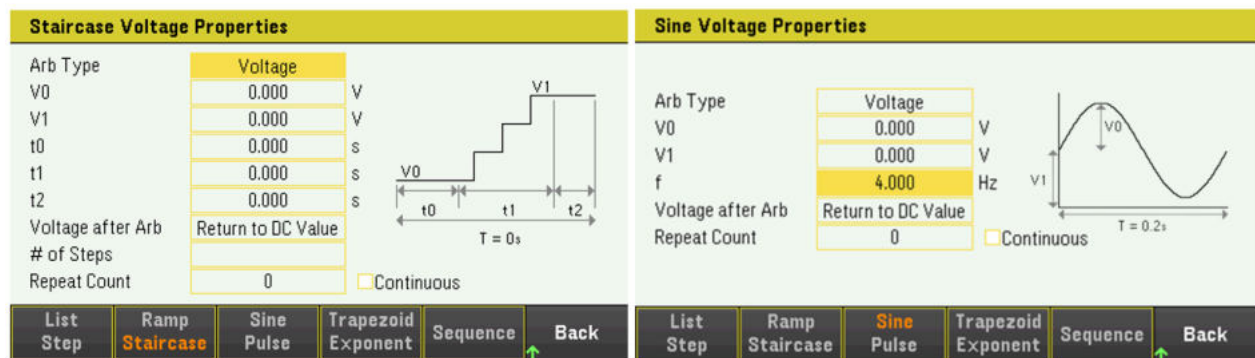 Staircase Voltage Properties
Arb Type Voltage
V0 0.000 V
V1 0.000 V
t0 0.000 s
t1 0.000 s
t2 0.000 s
Voltage after Arb Return to DC Value
# of Steps
Repeat Count 0 Continuous
V1
V0
t0 t1 t2
T = 0s
List Step Ramp Staircase Sine Pulse Trapezoid Exponent Sequence Back
Sine Voltage Properties
Arb Type Voltage
V0 0.000 V
V1 0.000 V
f 4.000 Hz
Voltage after Arb Return to DC Value
Repeat Count 0 Continuous
V0
V1
T = 0.2s
List Step Ramp Staircase Sine Pulse Trapezoid Exponent Sequence Back